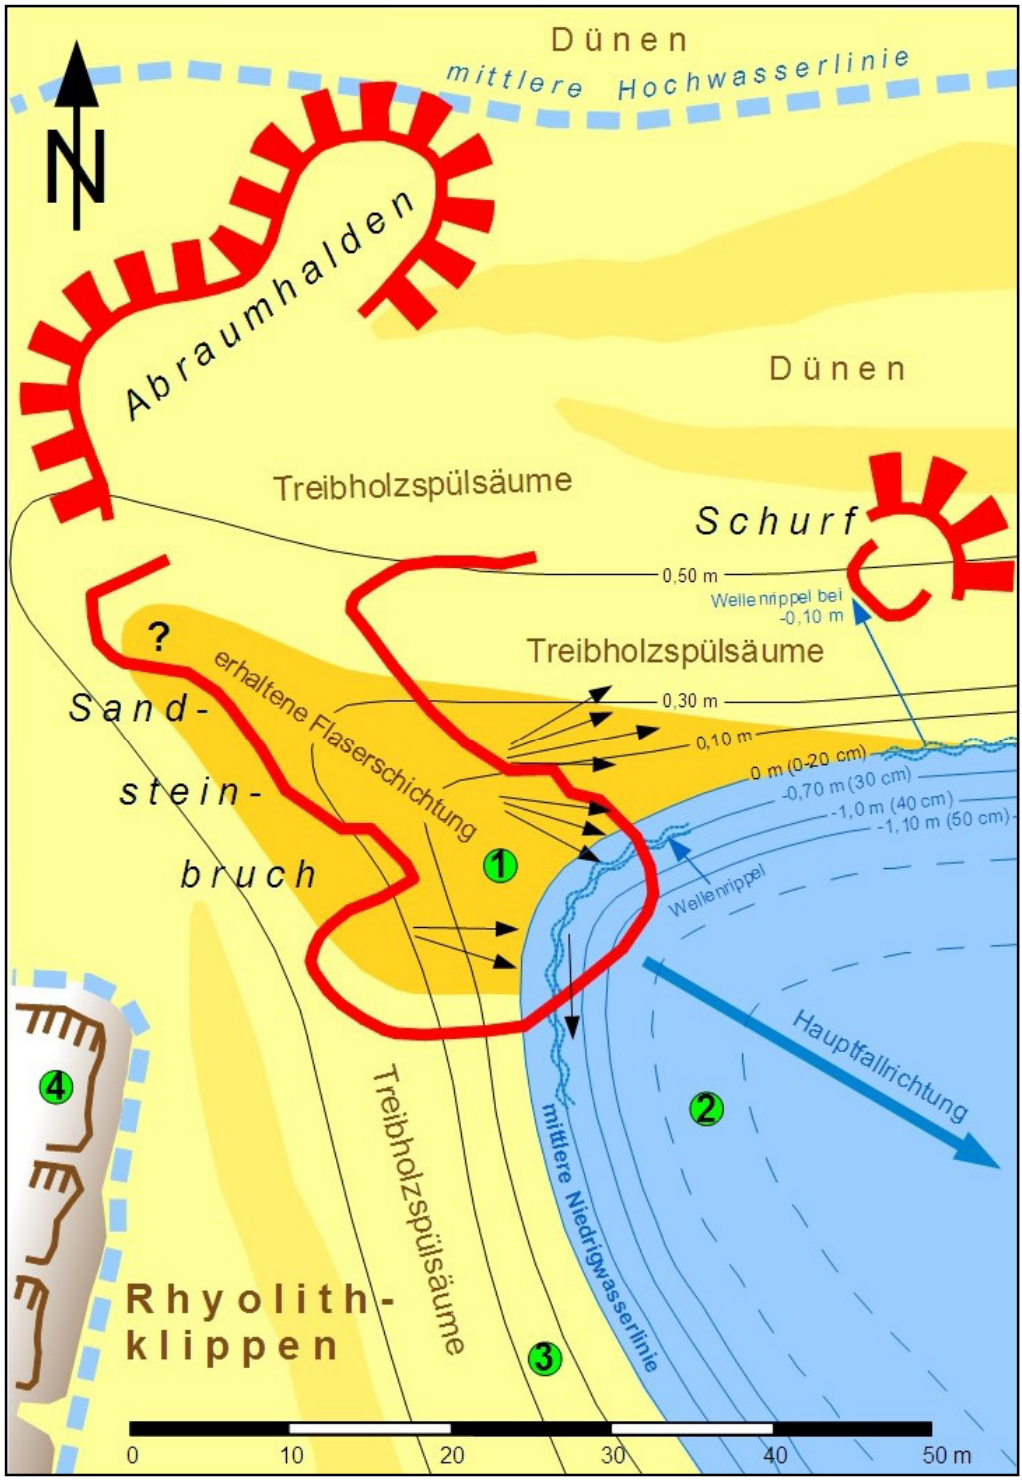 Dünen
mittlere Hochwasserlinie
N
Abraumhalden
Dünen
Treibholzspülsäume
Schurf
0,50 m
Wellenrippel bei
-0,10 m
?
erhaltene Flaserschichtung
Treibholzspülsäume
0,30 m
Sand-
stein-
bruch
0,10 m
0 m (0-20 cm)
-0,70 m (30 cm)
-1,0 m (40 cm)
-1,10 m (50 cm)
1
Wellenrippel
Hauptfallrichtung
4
2
Treibholzspülsäume
mittlere Niedrigwasserlinie
Rhyolith-
klippen
3
0 10 20 30 40 50 m